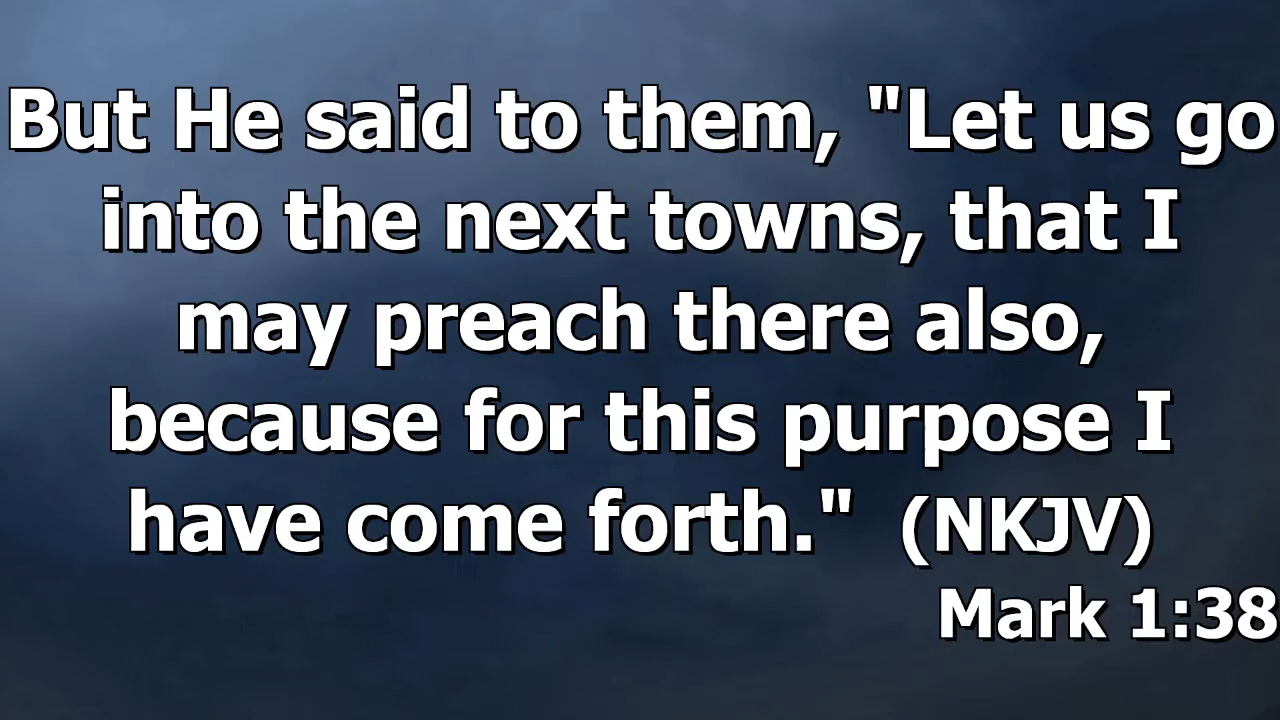 But He said to them, "Let us go
into the next towns, that I
may preach there also,
because for this purpose I
have come forth."  (NKJV)
Mark 1:38